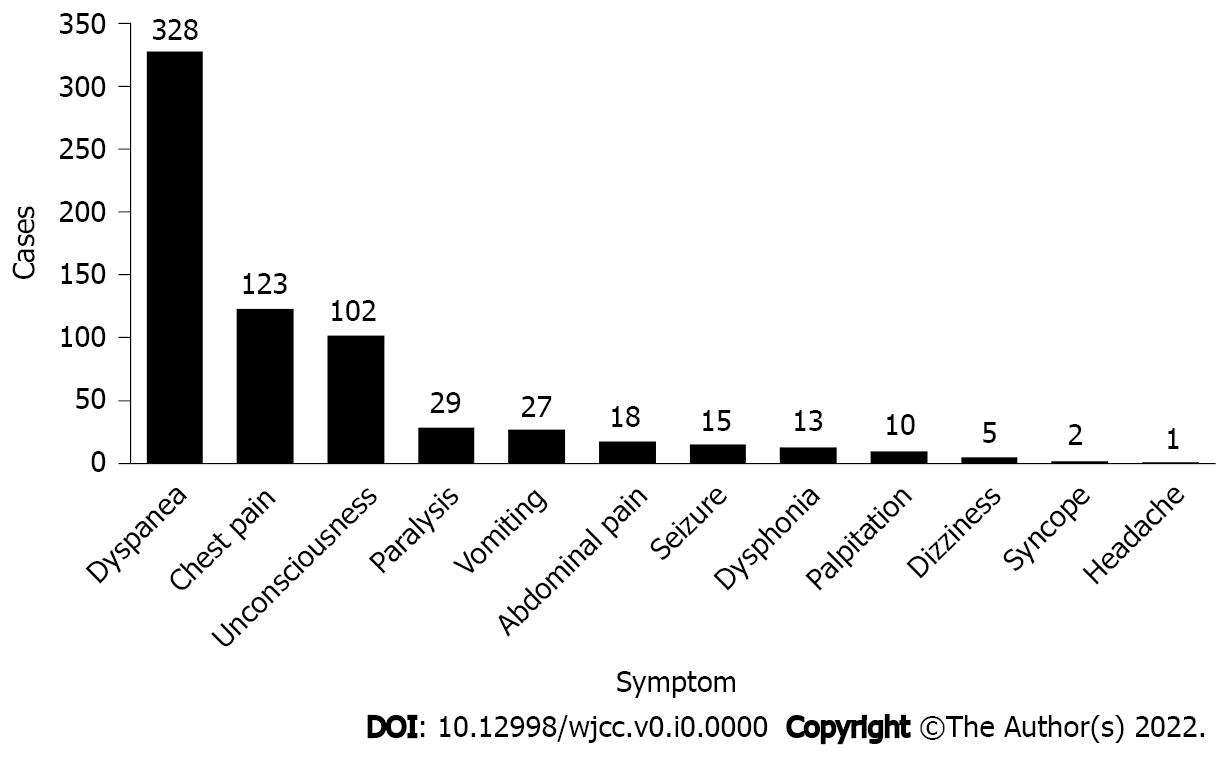 350
300
250
200
150
100
50
0
Cases
328
123
102
29
27
18
15
13
10
5
2
1
Dyspanea
Chest pain
Unconsciousness
Paralysis
Vomiting
Abdominal pain
Seizure
Dysphonia
Palpitation
Dizziness
Syncope
Headache
Symptom
DOI: 10.12998/wjcc.v0.i0.0000 Copyright ©The Author(s) 2022.